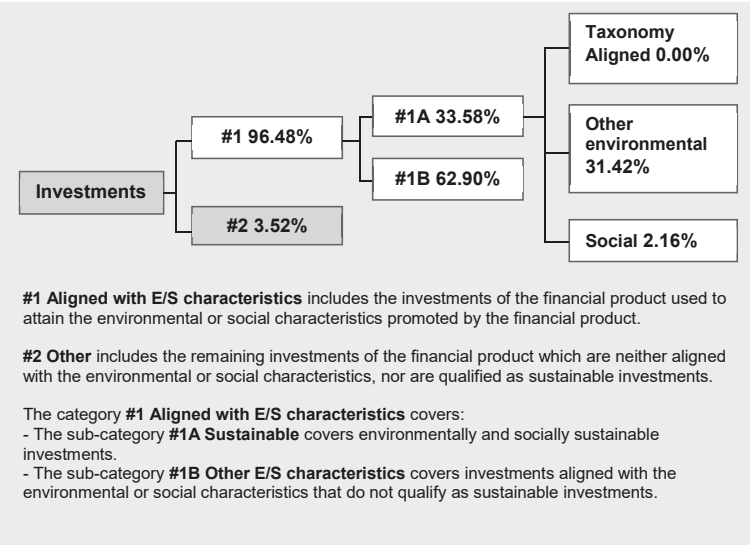 Taxonomy
Aligned 0.00%
#1A 33.58%
#1 96.48%
Other
environmental
31.42%
#1B 62.90%
Investments
#2 3.52%
Social 2.16%
#1 Aligned with E/S characteristics includes the investments of the financial product used to
attain the environmental or social characteristics promoted by the financial product.
#2 Other includes the remaining investments of the financial product which are neither aligned
with the environmental or social characteristics, nor are qualified as sustainable investments.
The category #1 Aligned with E/S characteristics covers:
- The sub-category #1A Sustainable covers environmentally and socially sustainable
investments.
- The sub-category #1B Other E/S characteristics covers investments aligned with the
environmental or social characteristics that do not qualify as sustainable investments.